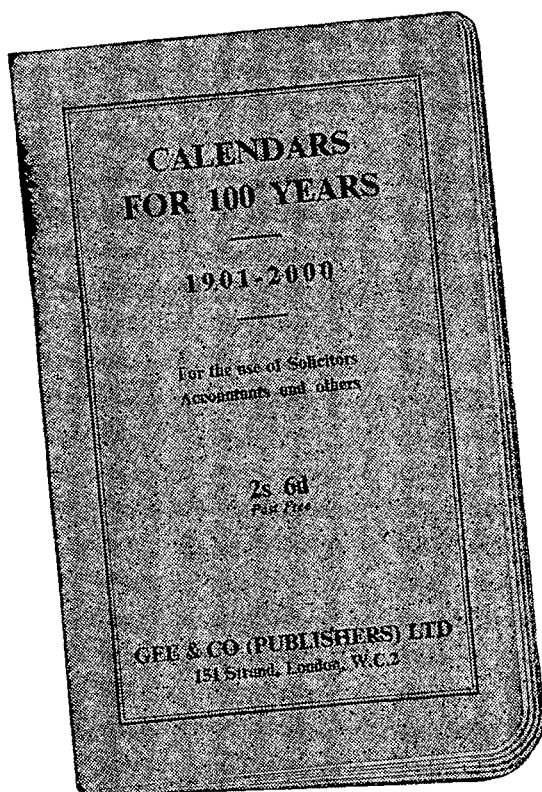 CALENDARS
FOR 100 YEARS
1901-2000
For the use of Solicitors
Accountants and others
2s 6d
Post Free
GEE & CO (PUBLISHERS) LTD
151 Strand, London, W.C.2